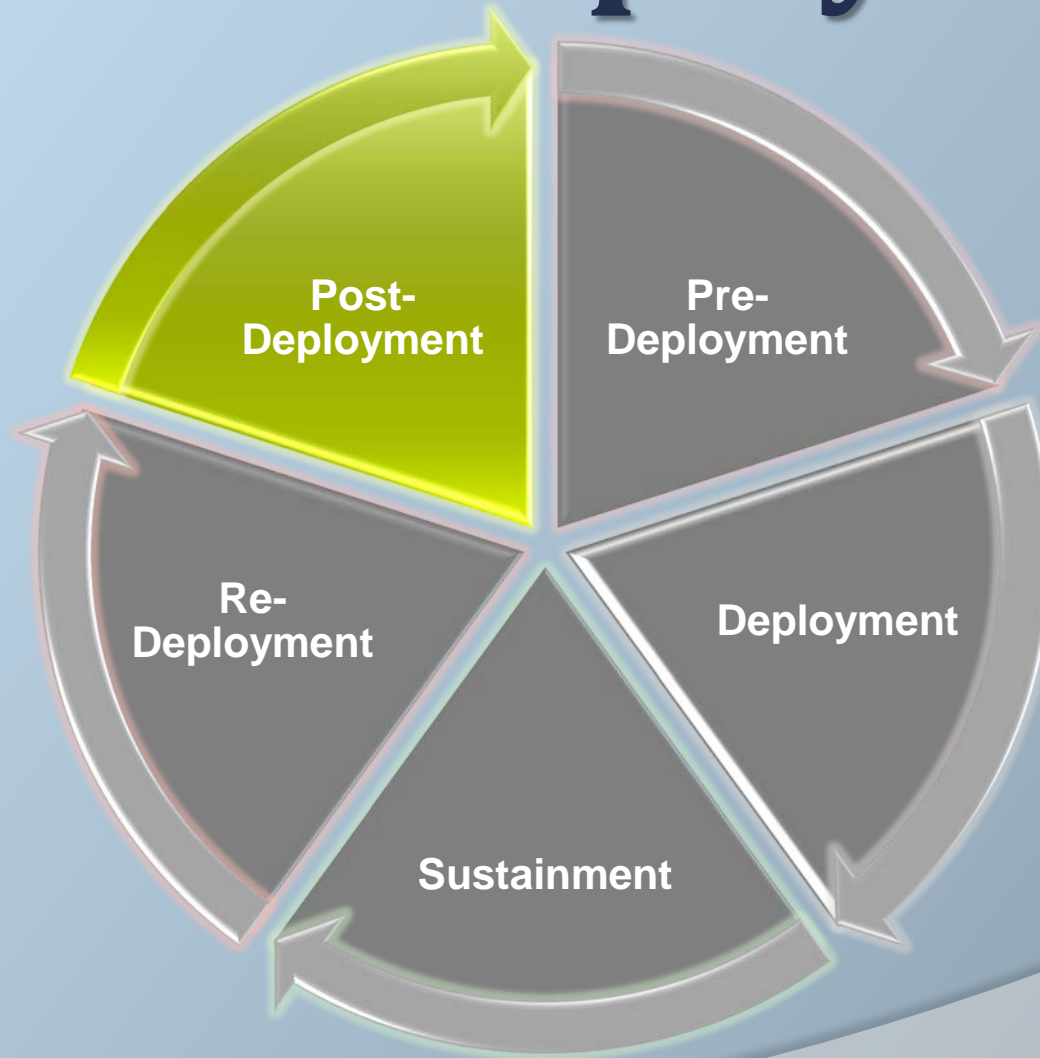 Post-
Deployment
Pre-
Deployment
Re-
Deployment
Deployment
Sustainment